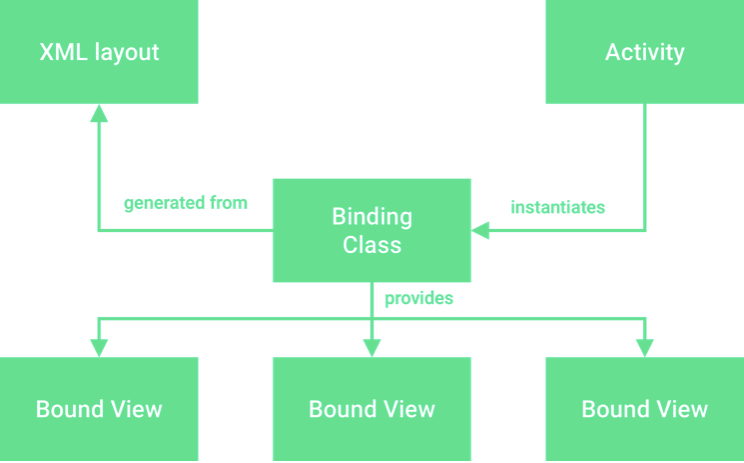 XML layout
Activity
generated from
instantiates
Binding
Class
provides
Bound View
Bound View
Bound View